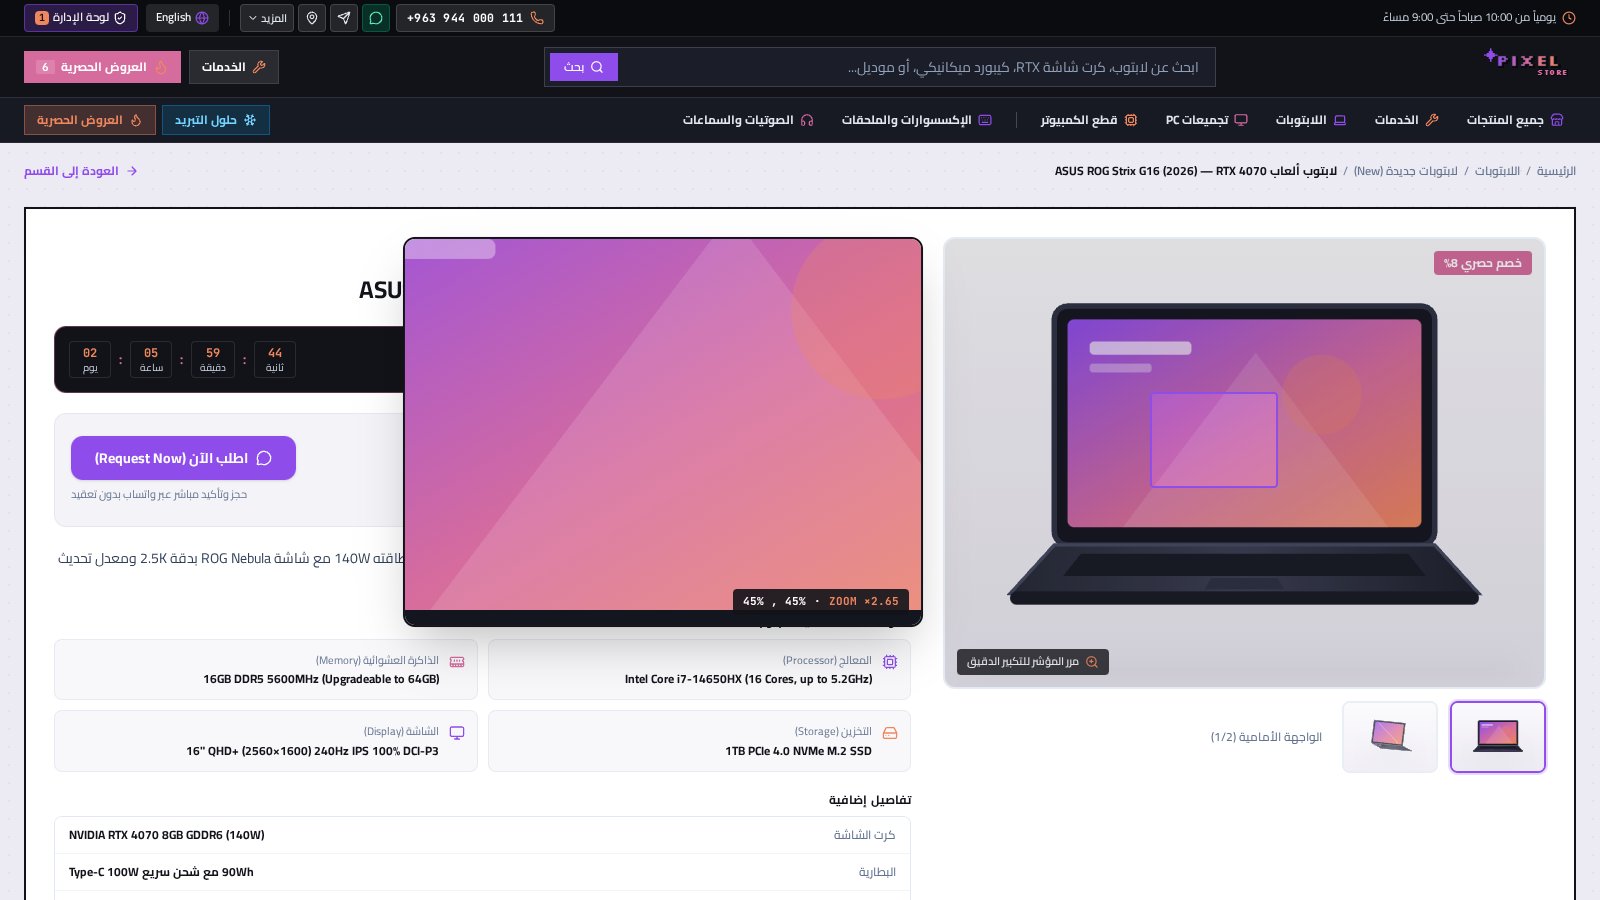 يومياً من 10:00 صباحاً حتى 9:00 مساءً
+963 944 000 111
المزيد
English
لوحة الإدارة 1
PIXEL
STORE
ابحث عن لابتوب، كرت شاشة RTX، كيبورد ميكانيكي، أو موديل...
بحث
الخدمات
العروض الحصرية 6
جميع المنتجات
الخدمات
اللابتوبات
تجميعات PC
قطع الكمبيوتر
الإكسسوارات والملحقات
الصوتيات والسماعات
حلول التبريد
العروض الحصرية
الرئيسية / اللابتوبات / لابتوبات جديدة (New) / لابتوب ألعاب ASUS ROG Strix G16 (2026) — RTX 4070
العودة إلى القسم
خصم حصري 8%
مرر المؤشر للتكبير الدقيق
الواجهة الأمامية (1/2)
45% , 45% · ZOOM ×2.65
ASU
44 ثانية : 59 دقيقة : 05 ساعة : 02 يوم
اطلب الآن (Request Now)
حجز وتأكيد مباشر عبر واتساب بدون تعقيد
140W مع شاشة ROG Nebula بدقة 2.5K ومعدل تحديث
المعالج (Processor)
Intel Core i7-14650HX (16 Cores, up to 5.2GHz)
الذاكرة العشوائية (Memory)
16GB DDR5 5600MHz (Upgradeable to 64GB)
التخزين (Storage)
1TB PCIe 4.0 NVMe M.2 SSD
الشاشة (Display)
16" QHD+ (2560×1600) 240Hz IPS 100% DCI-P3
تفاصيل إضافية
كرت الشاشة
NVIDIA RTX 4070 8GB GDDR6 (140W)
البطارية
90Wh مع شحن سريع Type-C 100W